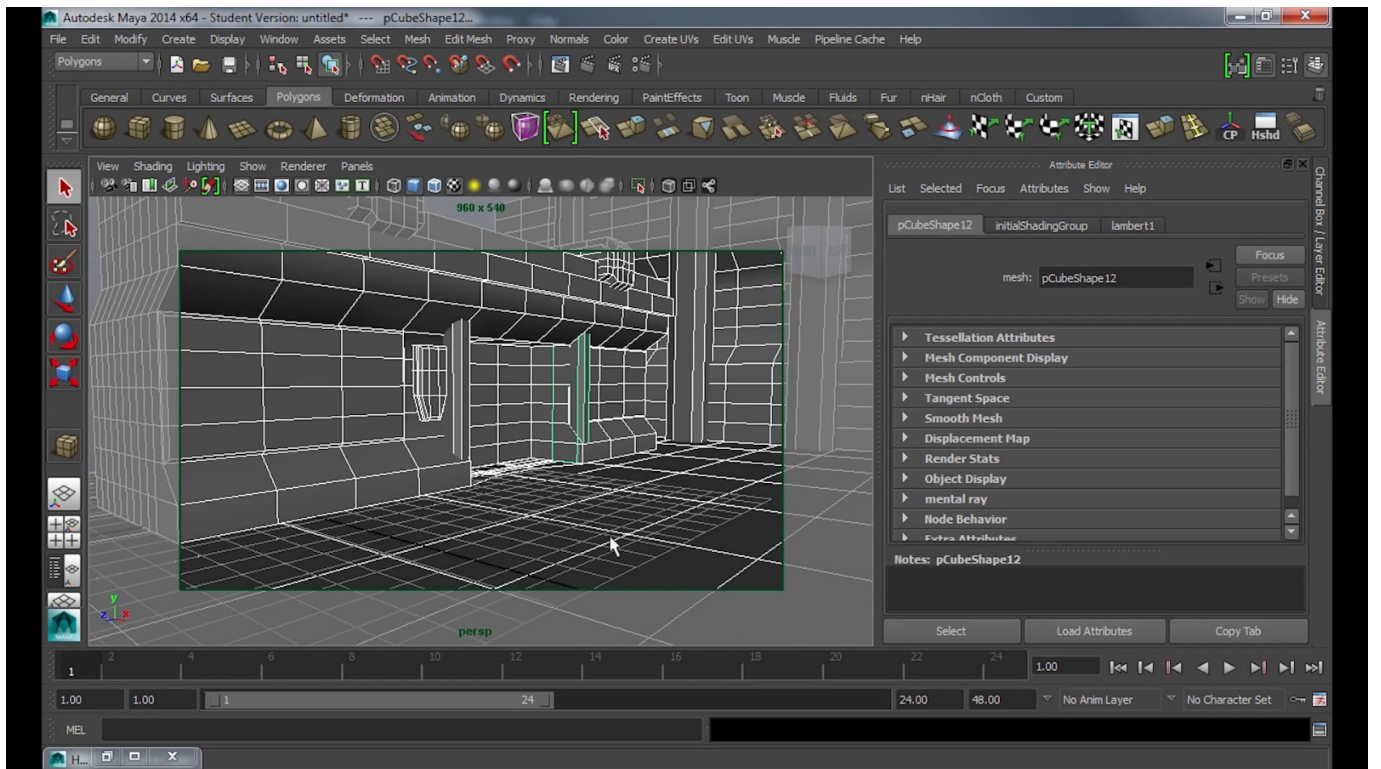 Autodesk Maya 2014 x64 - Student Version: untitled* --- pCubeShape12...
File Edit Modify Create Display Window Assets Select Mesh Edit Mesh Proxy Normals Color Create UVs Edit UVs Muscle Pipeline Cache Help
Polygons
General Curves Surfaces Polygons Deformation Animation Dynamics Rendering PaintEffects Toon Muscle Fluids Fur nHair nCloth Custom
CP Hshd
View Shading Lighting Show Renderer Panels
960 x 540
persp
y
z x
Attribute Editor
List Selected Focus Attributes Show Help
pCubeShape12 initialShadingGroup lambert1
Focus
mesh: pCubeShape12
Presets
Show Hide
Tessellation Attributes
Mesh Component Display
Mesh Controls
Tangent Space
Smooth Mesh
Displacement Map
Render Stats
Object Display
mental ray
Node Behavior
Extra Attributes
Notes: pCubeShape12
Select Load Attributes Copy Tab
Channel Box / Layer Editor
Attribute Editor
1 2 4 6 8 10 12 14 16 18 20 22 24 1.00
1.00 1.00 1 24 24.00 48.00 No Anim Layer No Character Set
MEL
H...